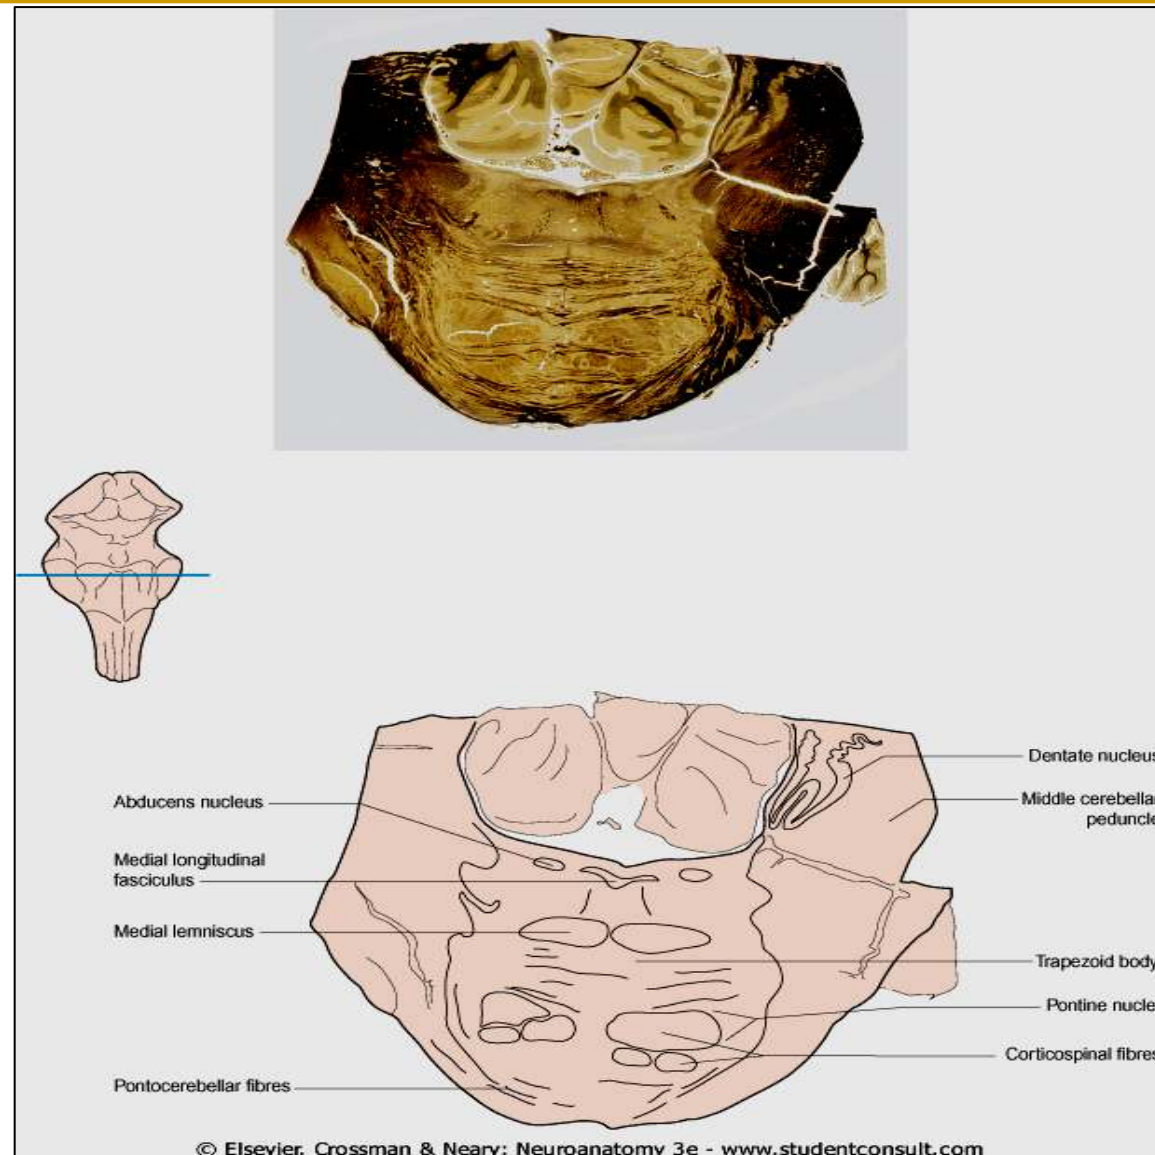 Abducens nucleus
Medial longitudinal
fasciculus
Medial lemniscus
Pontocerebellar fibres
Dentate nucleus
Middle cerebella
peduncle
Trapezoid body
Pontine nucle
Corticospinal fibres
© Elsevier. Crossman & Neary: Neuroanatomy 3e - www.studentconsult.com